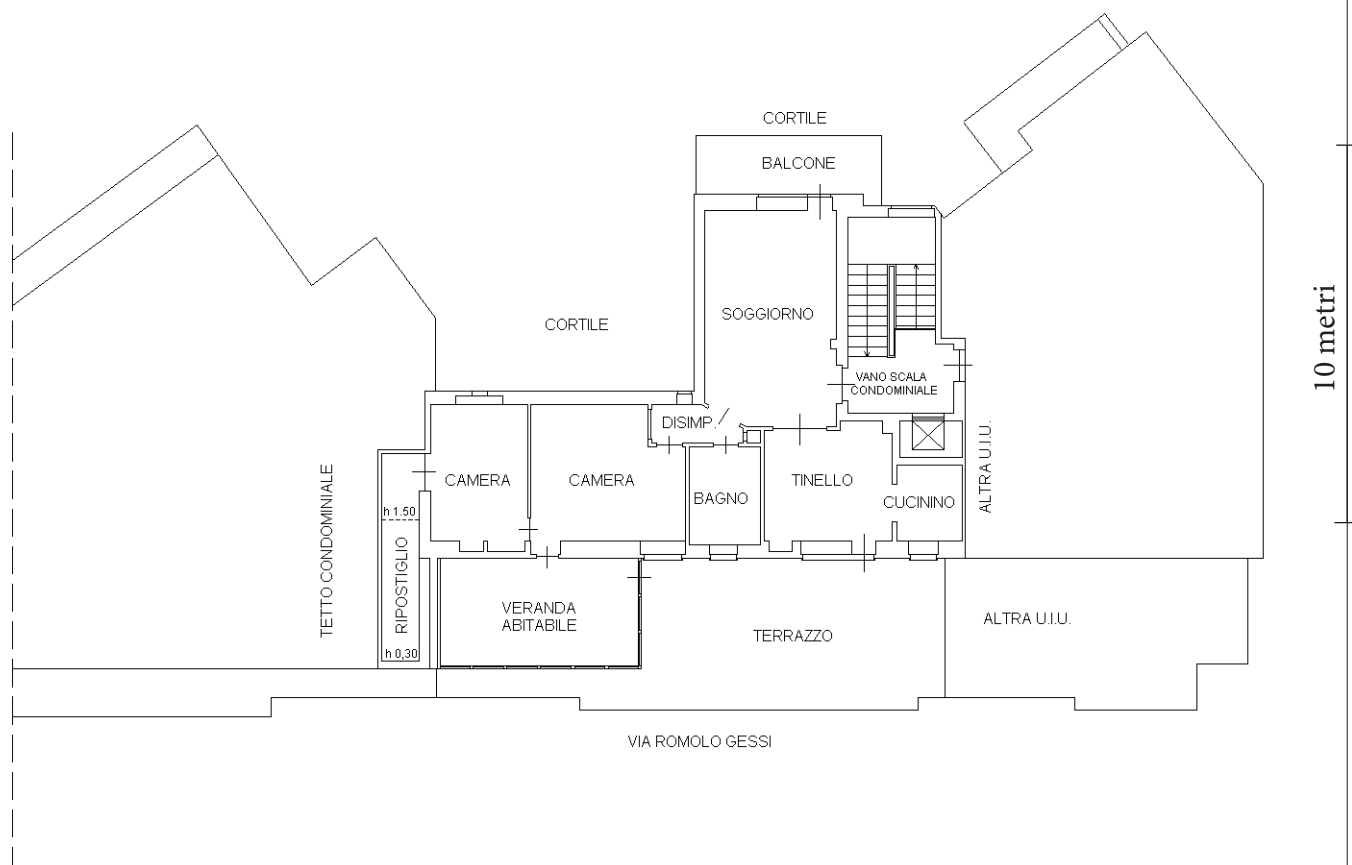 CORTILE
BALCONE
SOGGIORNO
CORTILE
10 metri
VANO SCALA
CONDOMINIALE
DISIMP.
CAMERA
CAMERA
BAGNO
TINELLO
CUCININO
ALTRA U.I.U.
TETTO CONDOMINIALE
h 1.50
RIPOSTIGLIO
h 0,30
VERANDA
ABITABILE
TERRAZZO
ALTRA U.I.U.
VIA ROMOLO GESSI